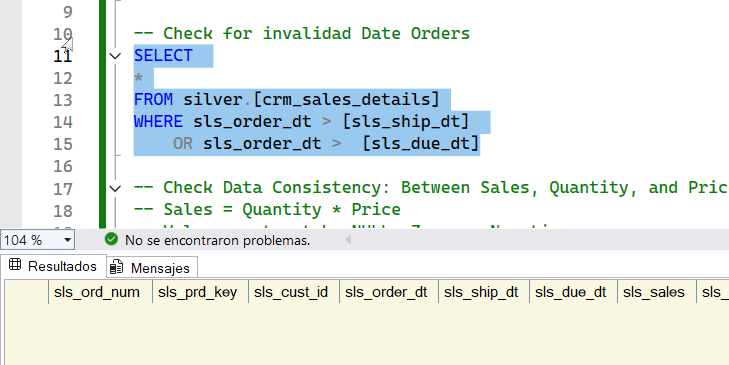 9
10 -- Check for invalidad Date Orders
11 SELECT
12 *
13 FROM silver.[crm_sales_details]
14 WHERE sls_order_dt > [sls_ship_dt]
15 OR sls_order_dt > [sls_due_dt]
16
17 -- Check Data Consistency: Between Sales, Quantity, and Pric
18 -- Sales = Quantity * Price
104 % No se encontraron problemas.
Resultados Mensajes
sls_ord_num sls_prd_key sls_cust_id sls_order_dt sls_ship_dt sls_due_dt sls_sales sls_